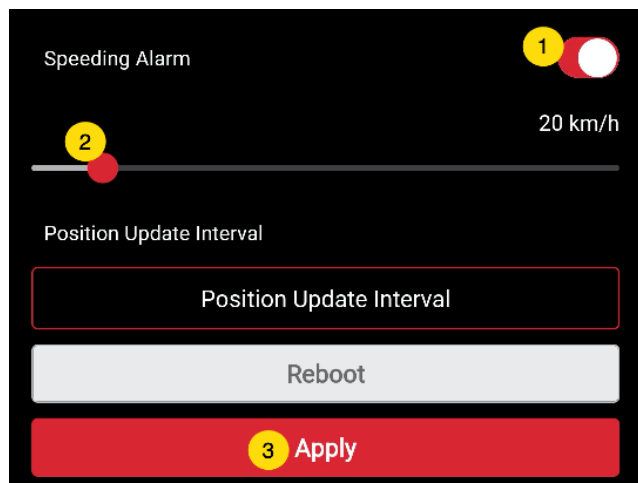 Speeding Alarm
1
20 km/h
2
Position Update Interval
Position Update Interval
Reboot
3 Apply